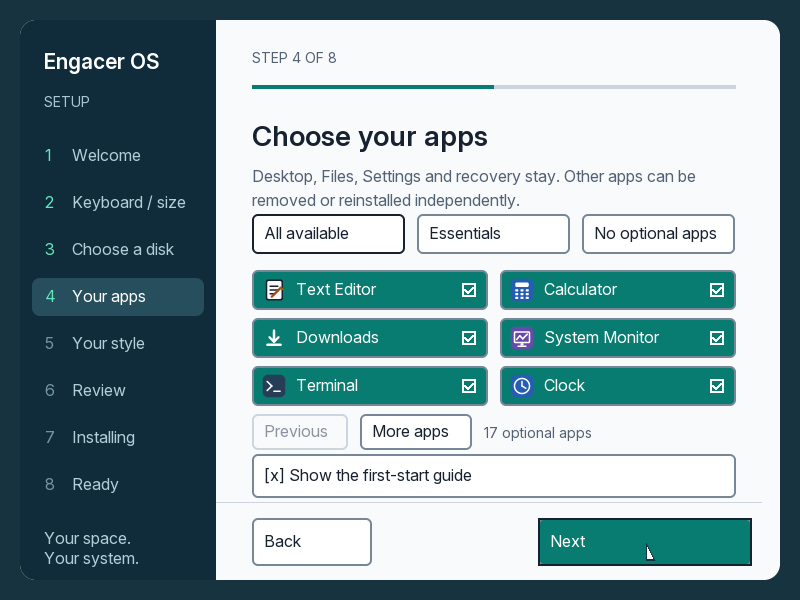 Engacer OS
SETUP
1 Welcome
2 Keyboard / size
3 Choose a disk
4 Your apps
5 Your style
6 Review
7 Installing
8 Ready
Your space.
Your system.
STEP 4 OF 8
Choose your apps
Desktop, Files, Settings and recovery stay. Other apps can be
removed or reinstalled independently.
All available Essentials No optional apps
Text Editor Calculator
Downloads System Monitor
Terminal Clock
Previous More apps 17 optional apps
[x] Show the first-start guide
Back Next